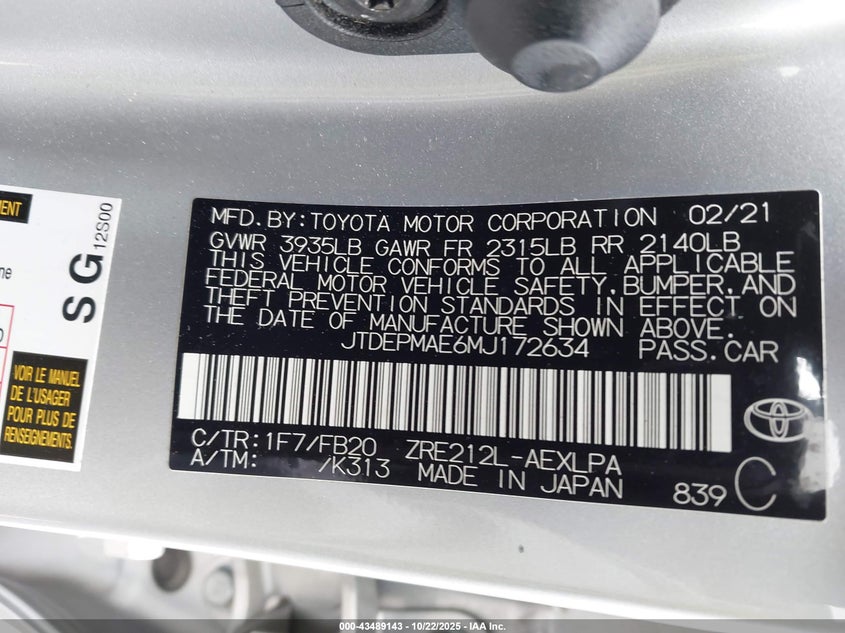 MENT
SG
12S00
ne
VOIR LE MANUEL
DE L'USAGER
POUR PLUS DE
RENSEIGNEMENTS.
MFD.BY:TOYOTA MOTOR CORPORATION 02/21
GVWR 3935LB GAWR FR 2315LB RR 2140LB
THIS VEHICLE CONFORMS TO ALL APPLICABLE
FEDERAL MOTOR VEHICLE SAFETY,BUMPER,AND
THEFT PREVENTION STANDARDS IN EFFECT ON
THE DATE OF MANUFACTURE SHOWN ABOVE.
JTDEPMAE6MJ172634 PASS.CAR
C/TR:1F7/FB20 ZRE212L-AEXLPA
A/TM: /K313 MADE IN JAPAN
839 C
000-43489143 - 10/22/2025 - IAA Inc.